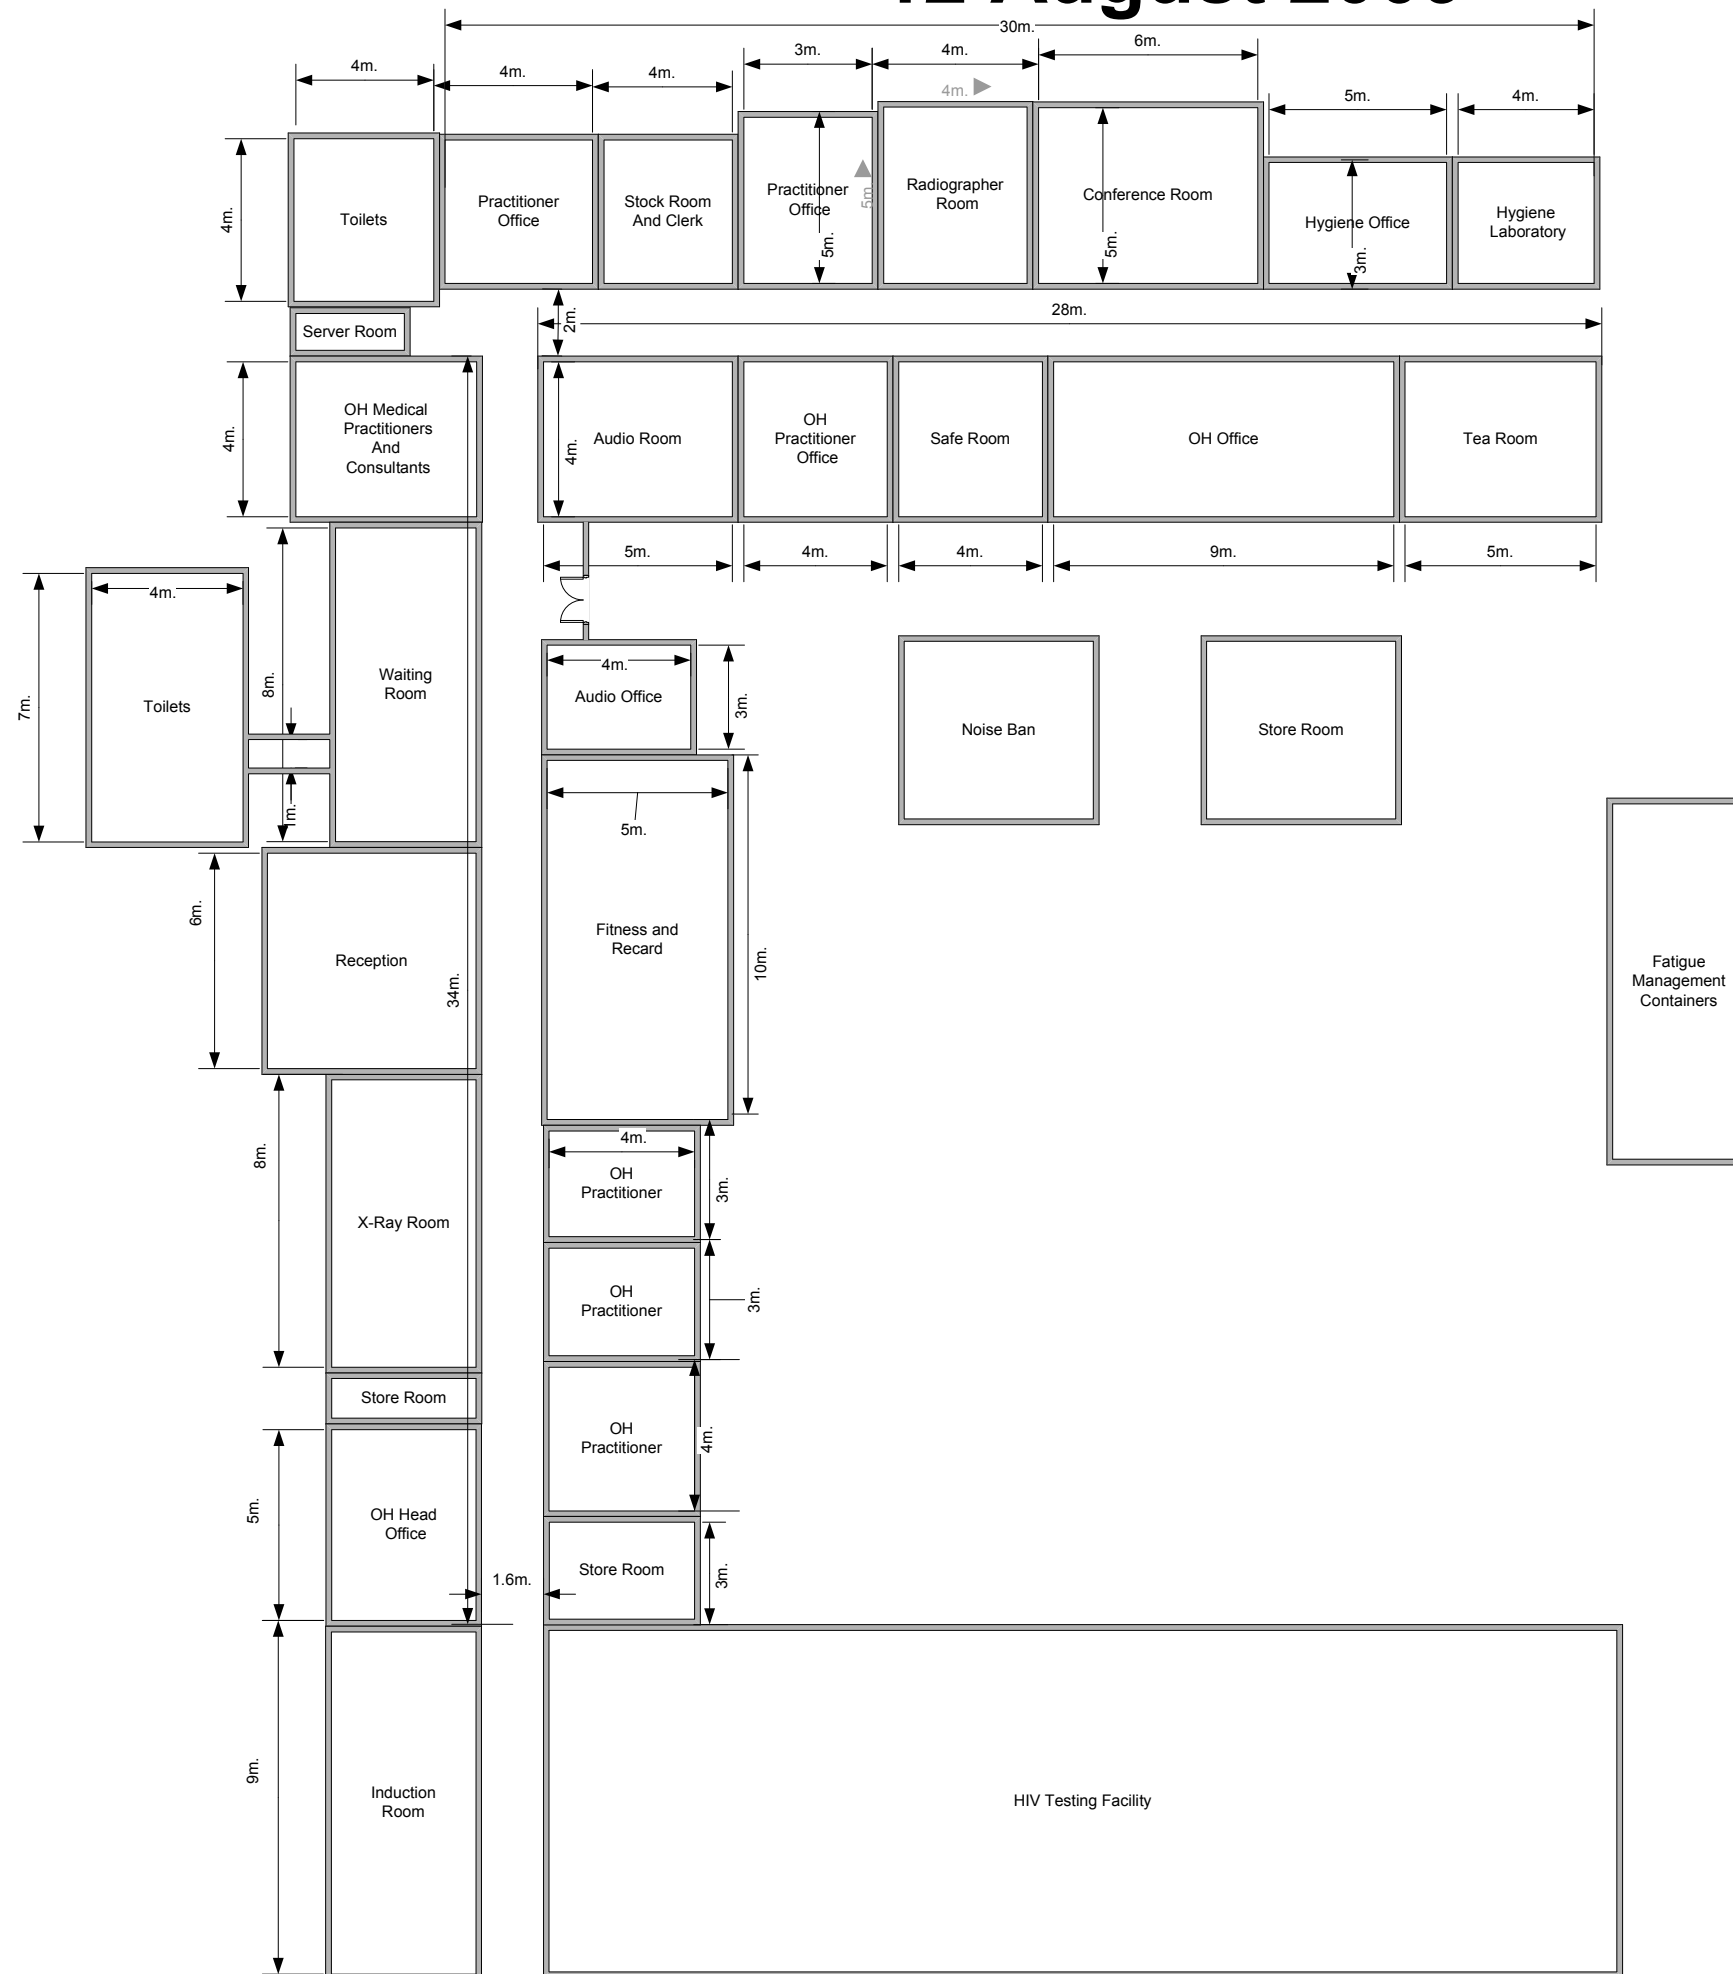 30m.
4m.
4m.
4m.
3m.
4m.
6m.
4m.
5m.
4m.
4m.
Toilets
Practitioner
Office
Stock Room
And Clerk
Practitioner
Office
5m.
5m.
Radiographer
Room
Conference Room
5m.
Hygiene Office
3m.
Hygiene
Laboratory
Server Room
2m.
28m.
4m.
OH Medical
Practitioners
And
Consultants
Audio Room
4m.
OH
Practitioner
Office
Safe Room
OH Office
Tea Room
5m.
4m.
4m.
9m.
5m.
7m.
4m.
Toilets
8m.
1m.
Waiting
Room
4m.
Audio Office
3m.
Noise Ban
Store Room
5m.
6m.
Reception
34m.
Fitness and
Recard
10m.
Fatigue
Management
Containers
8m.
X-Ray Room
4m.
OH
Practitioner
3m.
OH
Practitioner
3m.
Store Room
OH
Practitioner
4m.
5m.
OH Head
Office
1.6m.
Store Room
3m.
9m.
Induction
Room
HIV Testing Facility